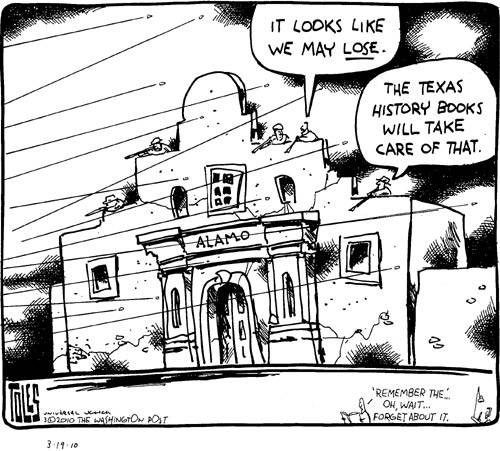 IT LOOKS LIKE
WE MAY LOSE.
THE TEXAS
HISTORY BOOKS
WILL TAKE
CARE OF THAT.
ALAMO
TOLES
©2010 THE WASHINGTON POST
3-19-10
"REMEMBER THE...
OH, WAIT...
FORGET ABOUT IT.